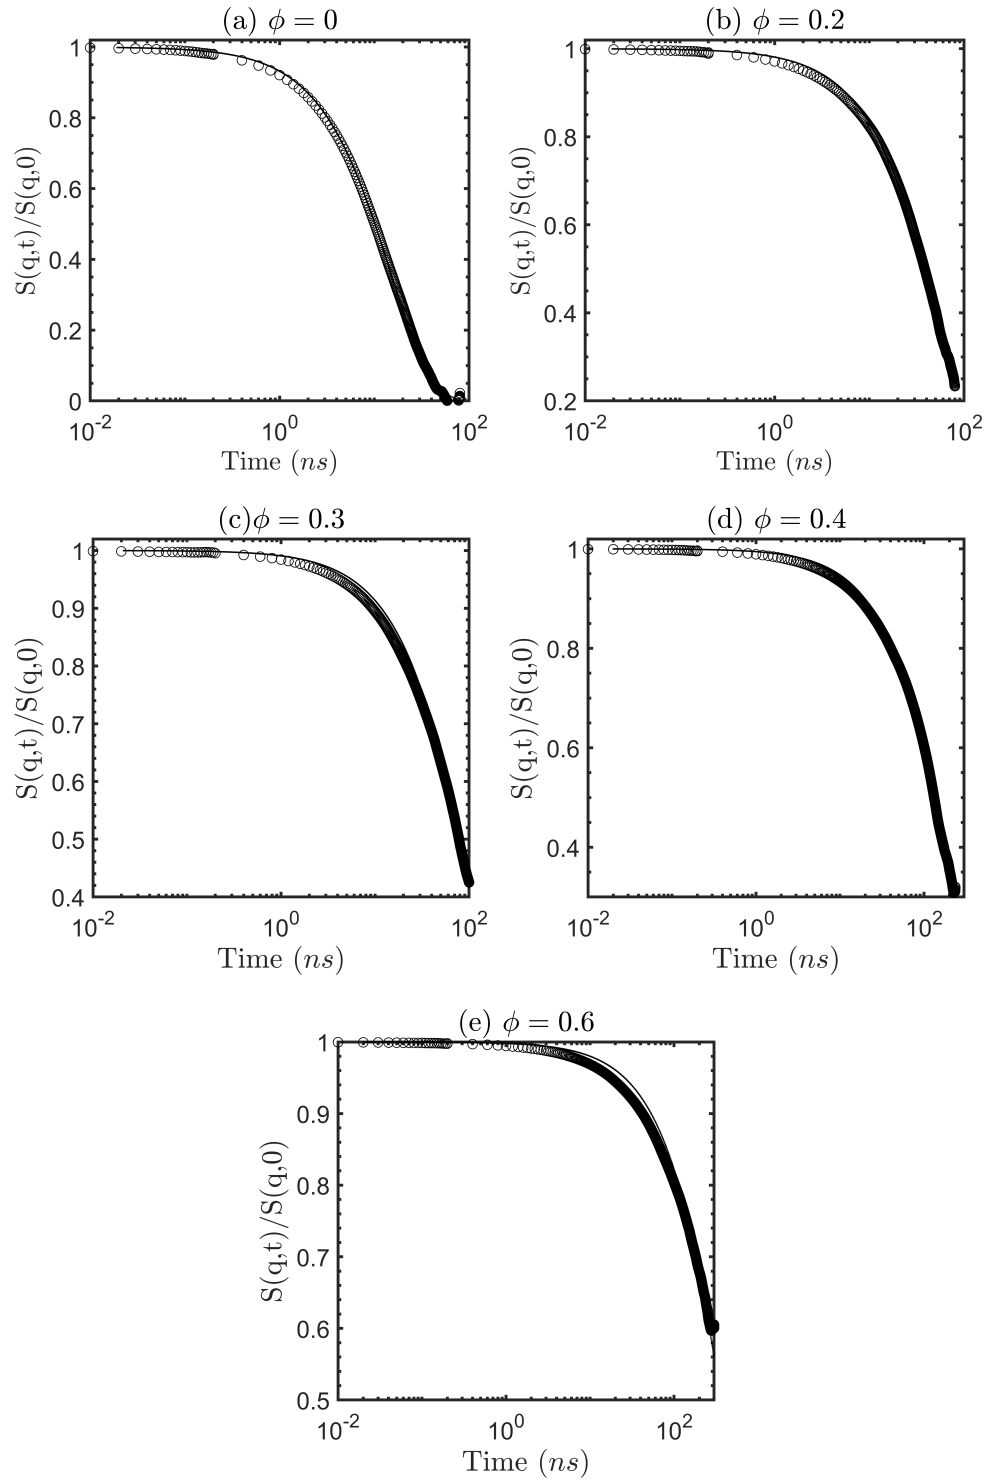 (a) ϕ = 0
S(q,t)/S(q,0)
1
0.8
0.6
0.4
0.2
0
10^-2 10^0 10^2
Time (ns)
(b) ϕ = 0.2
S(q,t)/S(q,0)
1
0.8
0.6
0.4
0.2
10^-2 10^0 10^2
Time (ns)
(c)ϕ = 0.3
S(q,t)/S(q,0)
1
0.9
0.8
0.7
0.6
0.5
0.4
10^-2 10^0 10^2
Time (ns)
(d) ϕ = 0.4
S(q,t)/S(q,0)
1
0.8
0.6
0.4
10^-2 10^0 10^2
Time (ns)
(e) ϕ = 0.6
S(q,t)/S(q,0)
1
0.9
0.8
0.7
0.6
0.5
10^-2 10^0 10^2
Time (ns)